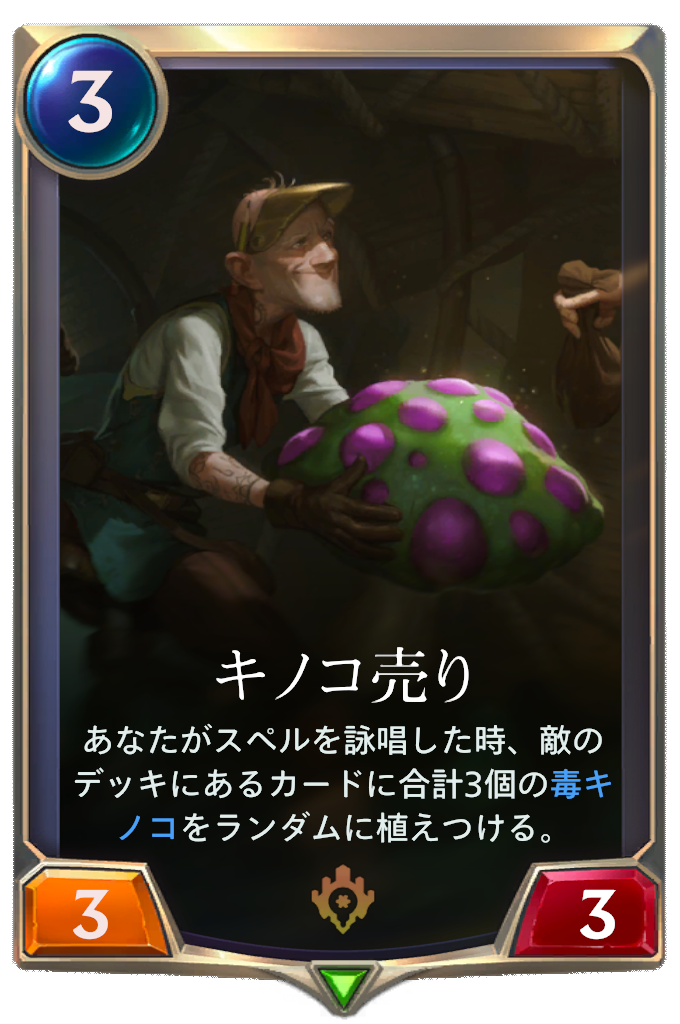 3
キノコ売り
あなたがスペルを詠唱した時、敵の
デッキにあるカードに合計3個の毒キ
ノコをランダムに植えつける。
3
3